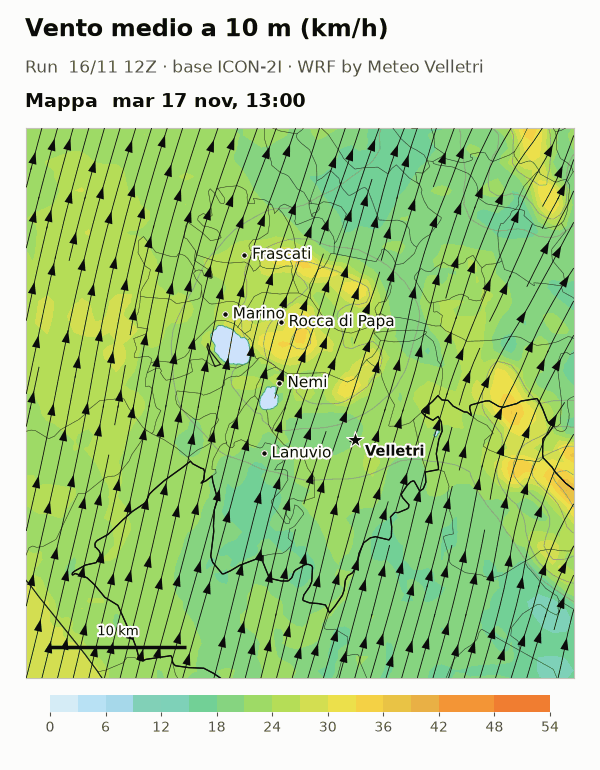 Vento medio a 10 m (km/h)
Run  16/11 12Z · base ICON-2I · WRF by Meteo Velletri
Mappa  mar 17 nov, 13:00
Frascati
Marino
Rocca di Papa
Nemi
Velletri
Lanuvio
10 km
0 6 12 18 24 30 36 42 48 54